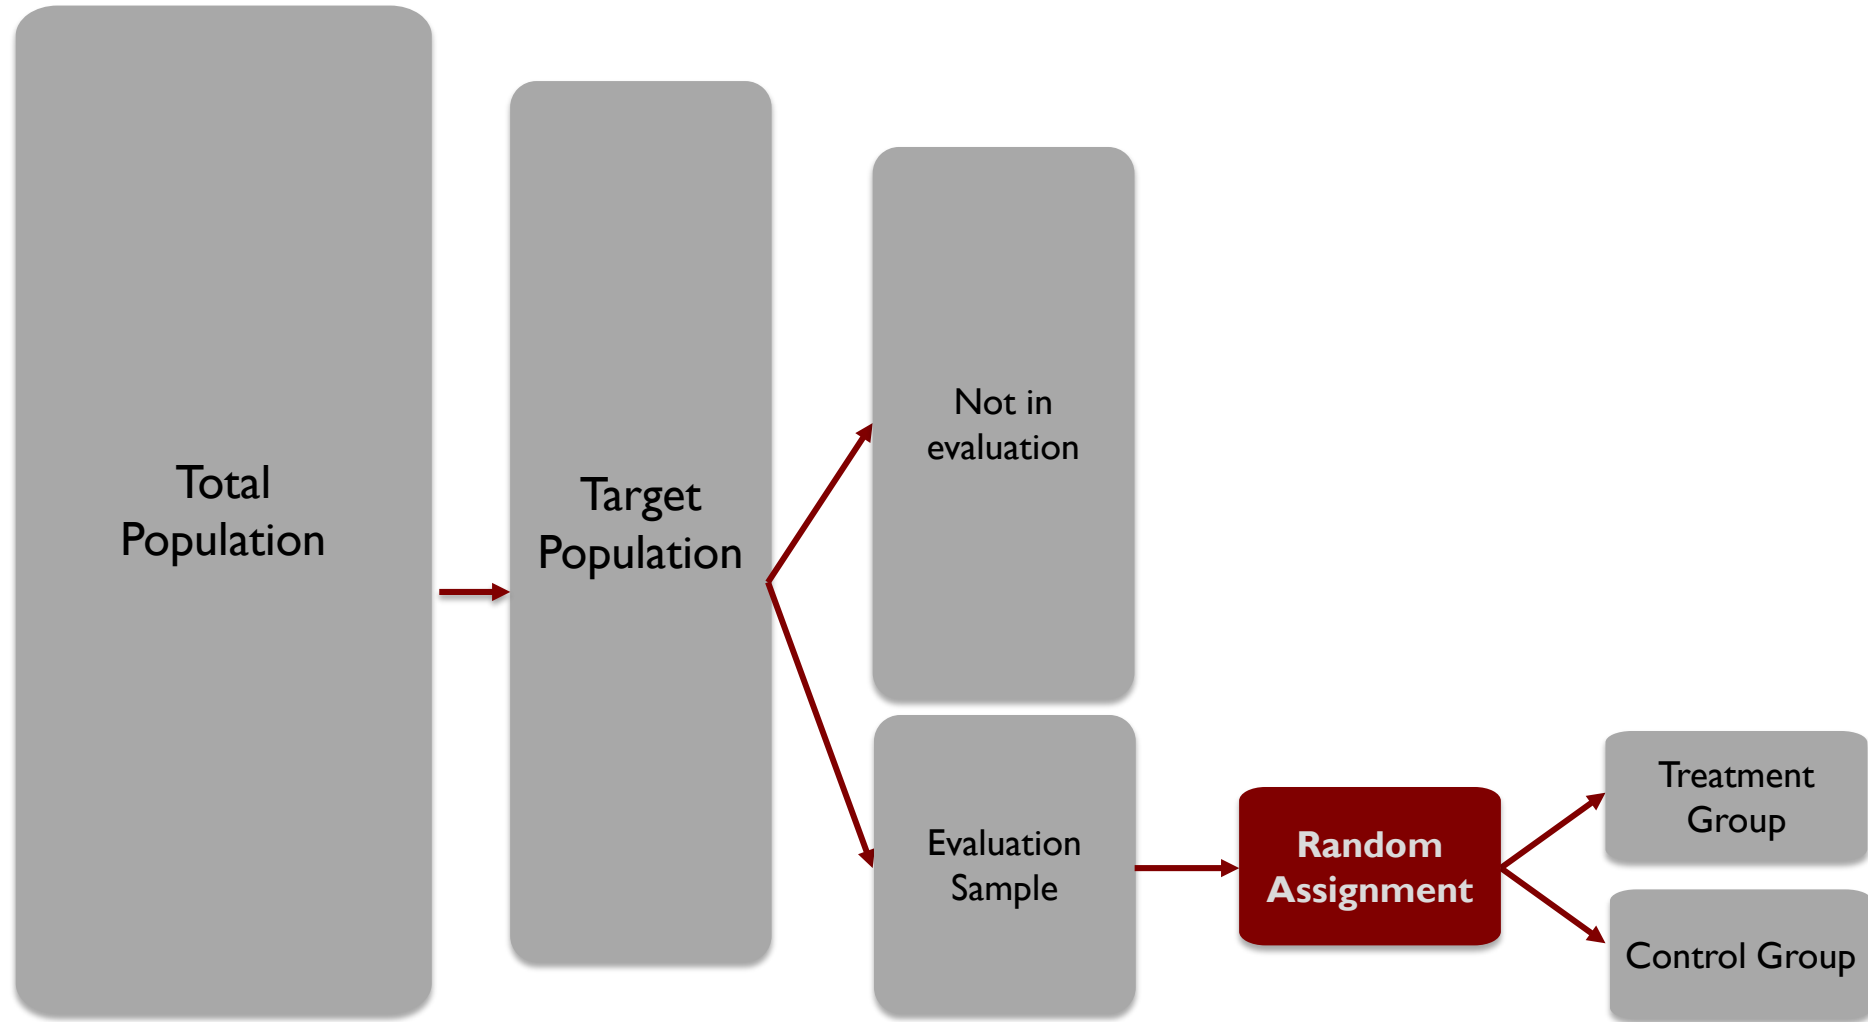 Total
Population
Target
Population
Not in
evaluation
Evaluation
Sample
Random
Assignment
Treatment
Group
Control Group